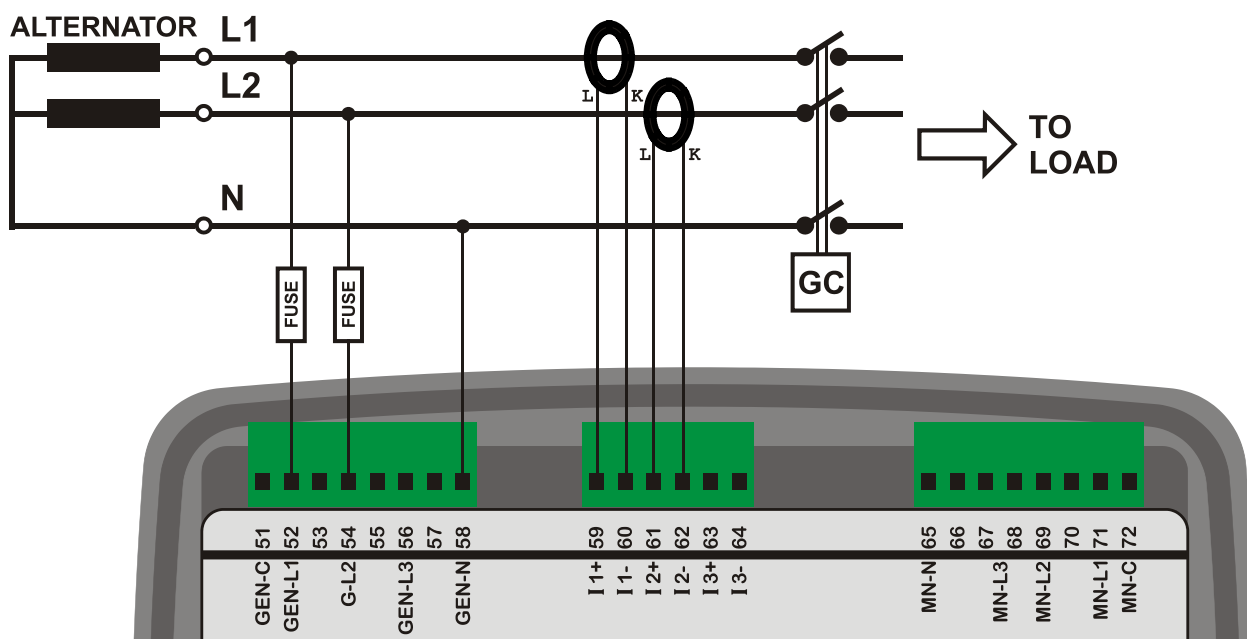 ALTERNATOR
L1
L2
N
L
K
L
K
TO
LOAD
GC
FUSE
FUSE
51
52
53
54
55
56
57
58
59
60
61
62
63
64
65
66
67
68
69
70
71
72
GEN-C
GEN-L1
G-L2
GEN-L3
GEN-N
I 1+
I 1-
I 2+
I 2-
I 3+
I 3-
MN-N
MN-L3
MN-L2
MN-L1
MN-C